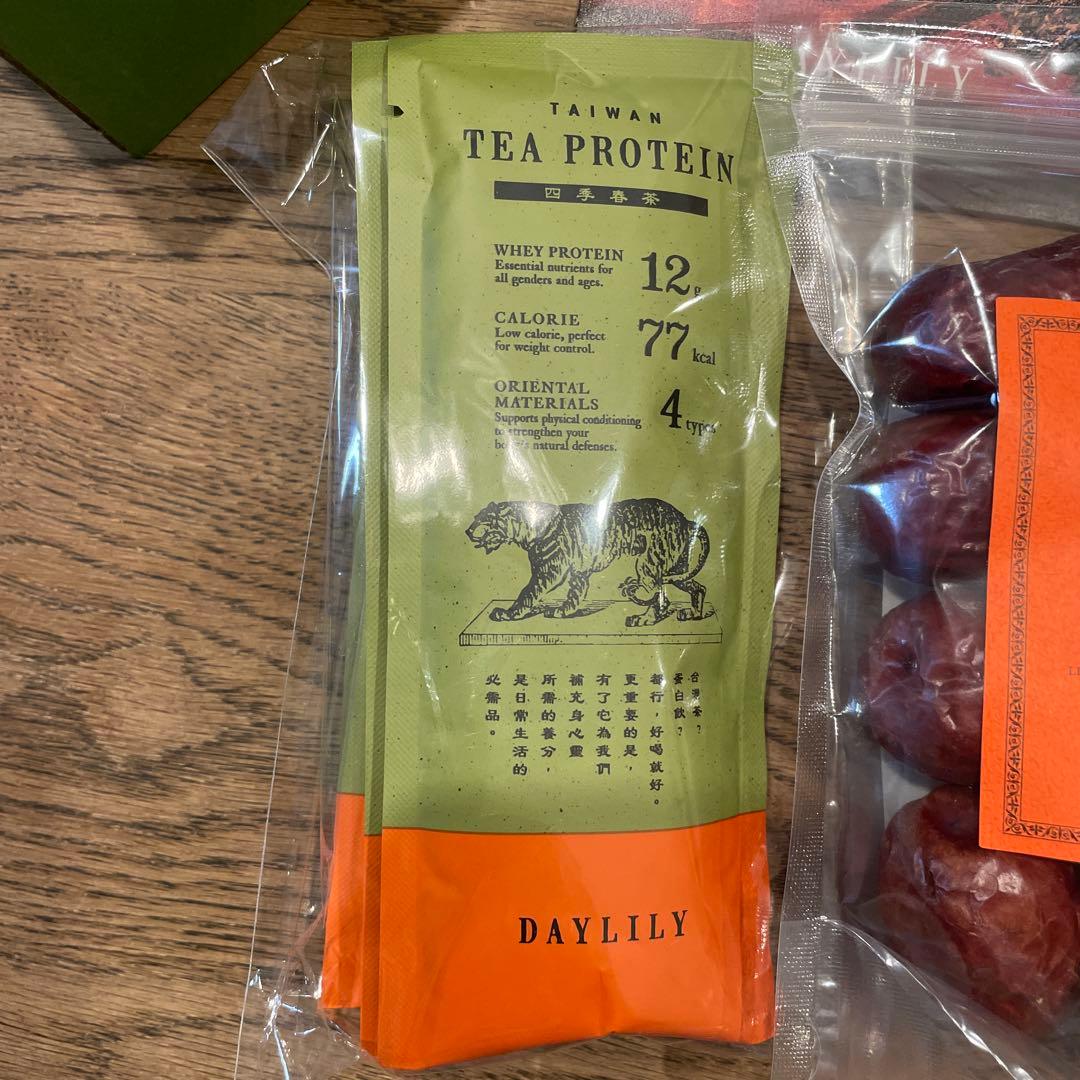 TAIWAN
TEA PROTEIN
四季春茶
WHEY PROTEIN
Essential nutrients for
all genders and ages.
12g
CALORIE
Low calorie, perfect
for weight control.
77kcal
ORIENTAL
MATERIALS
Supports physical conditioning
to strengthen your
body's natural defenses.
4 types
台灣茶？
蛋白飲？
都行，好喝就好。
更重要的是，
有了它為我們
補充身心靈
所需的養分，
是日常生活的
必需品。
DAYLILY